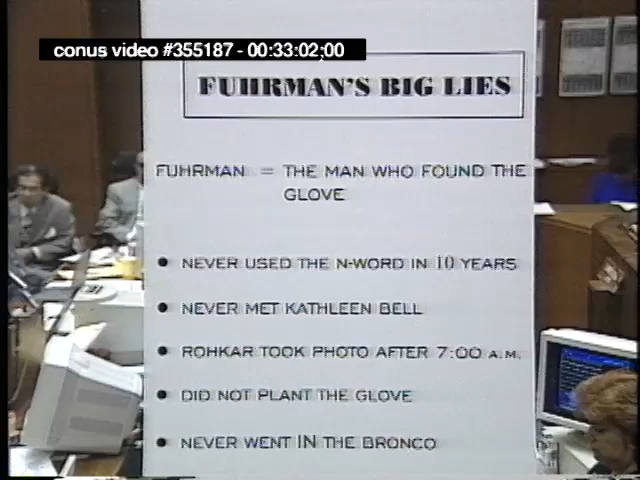 conus video #355187 - 00:33:02;00
FUHRMAN'S BIG LIES
FUHRMAN = THE MAN WHO FOUND THE
GLOVE
• NEVER USED THE N-WORD IN 10 YEARS
• NEVER MET KATHLEEN BELL
• ROHKAR TOOK PHOTO AFTER 7:00 A.M.
• DID NOT PLANT THE GLOVE
• NEVER WENT IN THE BRONCO